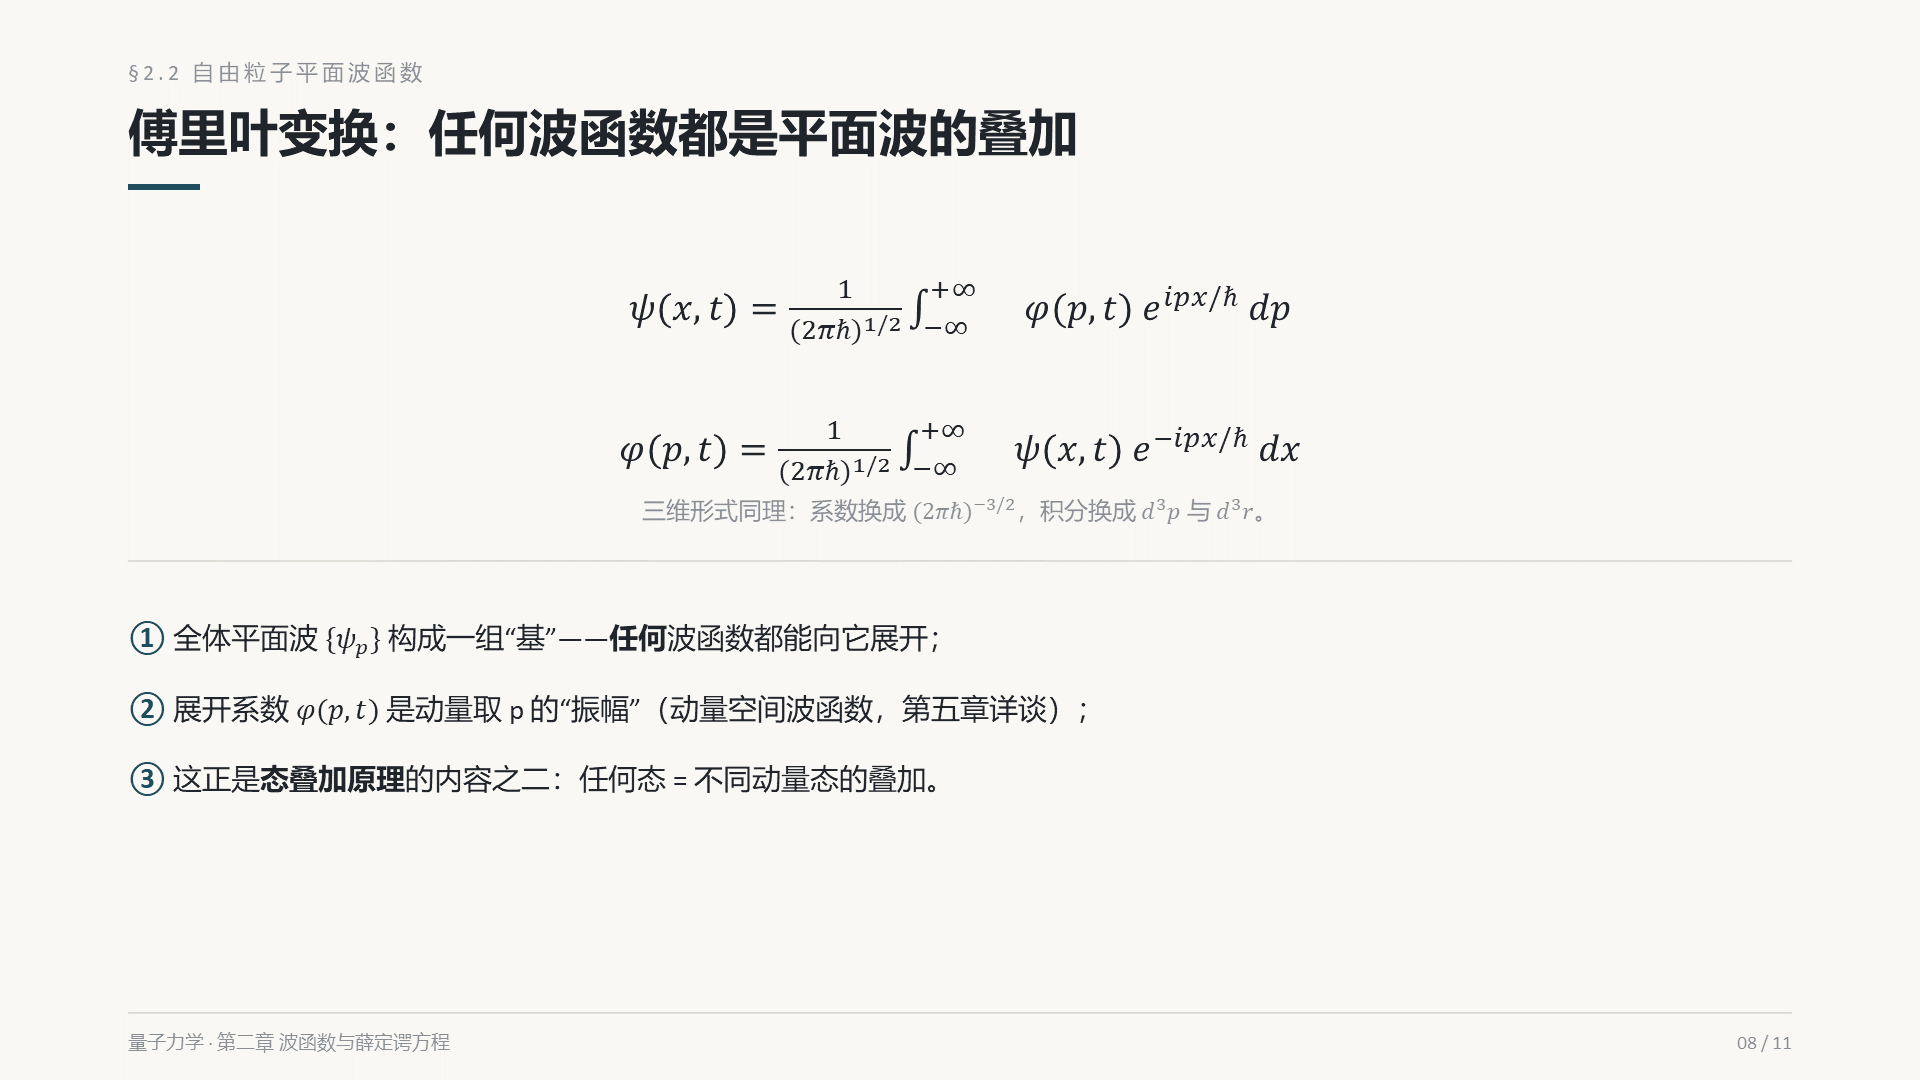 §2.2 自由粒子平面波函数
傅里叶变换：任何波函数都是平面波的叠加
ψ(x, t) = 1/(2πℏ)^{1/2} ∫_{−∞}^{+∞} φ(p, t) e^{ipx/ℏ} dp
φ(p, t) = 1/(2πℏ)^{1/2} ∫_{−∞}^{+∞} ψ(x, t) e^{−ipx/ℏ} dx
三维形式同理：系数换成 (2πℏ)^{−3/2}，积分换成 d³p 与 d³r。
① 全体平面波 {ψ_p} 构成一组“基”——任何波函数都能向它展开；
② 展开系数 φ(p, t) 是动量取 p 的“振幅”（动量空间波函数，第五章详谈）；
③ 这正是态叠加原理的内容之二：任何态 = 不同动量态的叠加。
量子力学 · 第二章 波函数与薛定谔方程
08 / 11